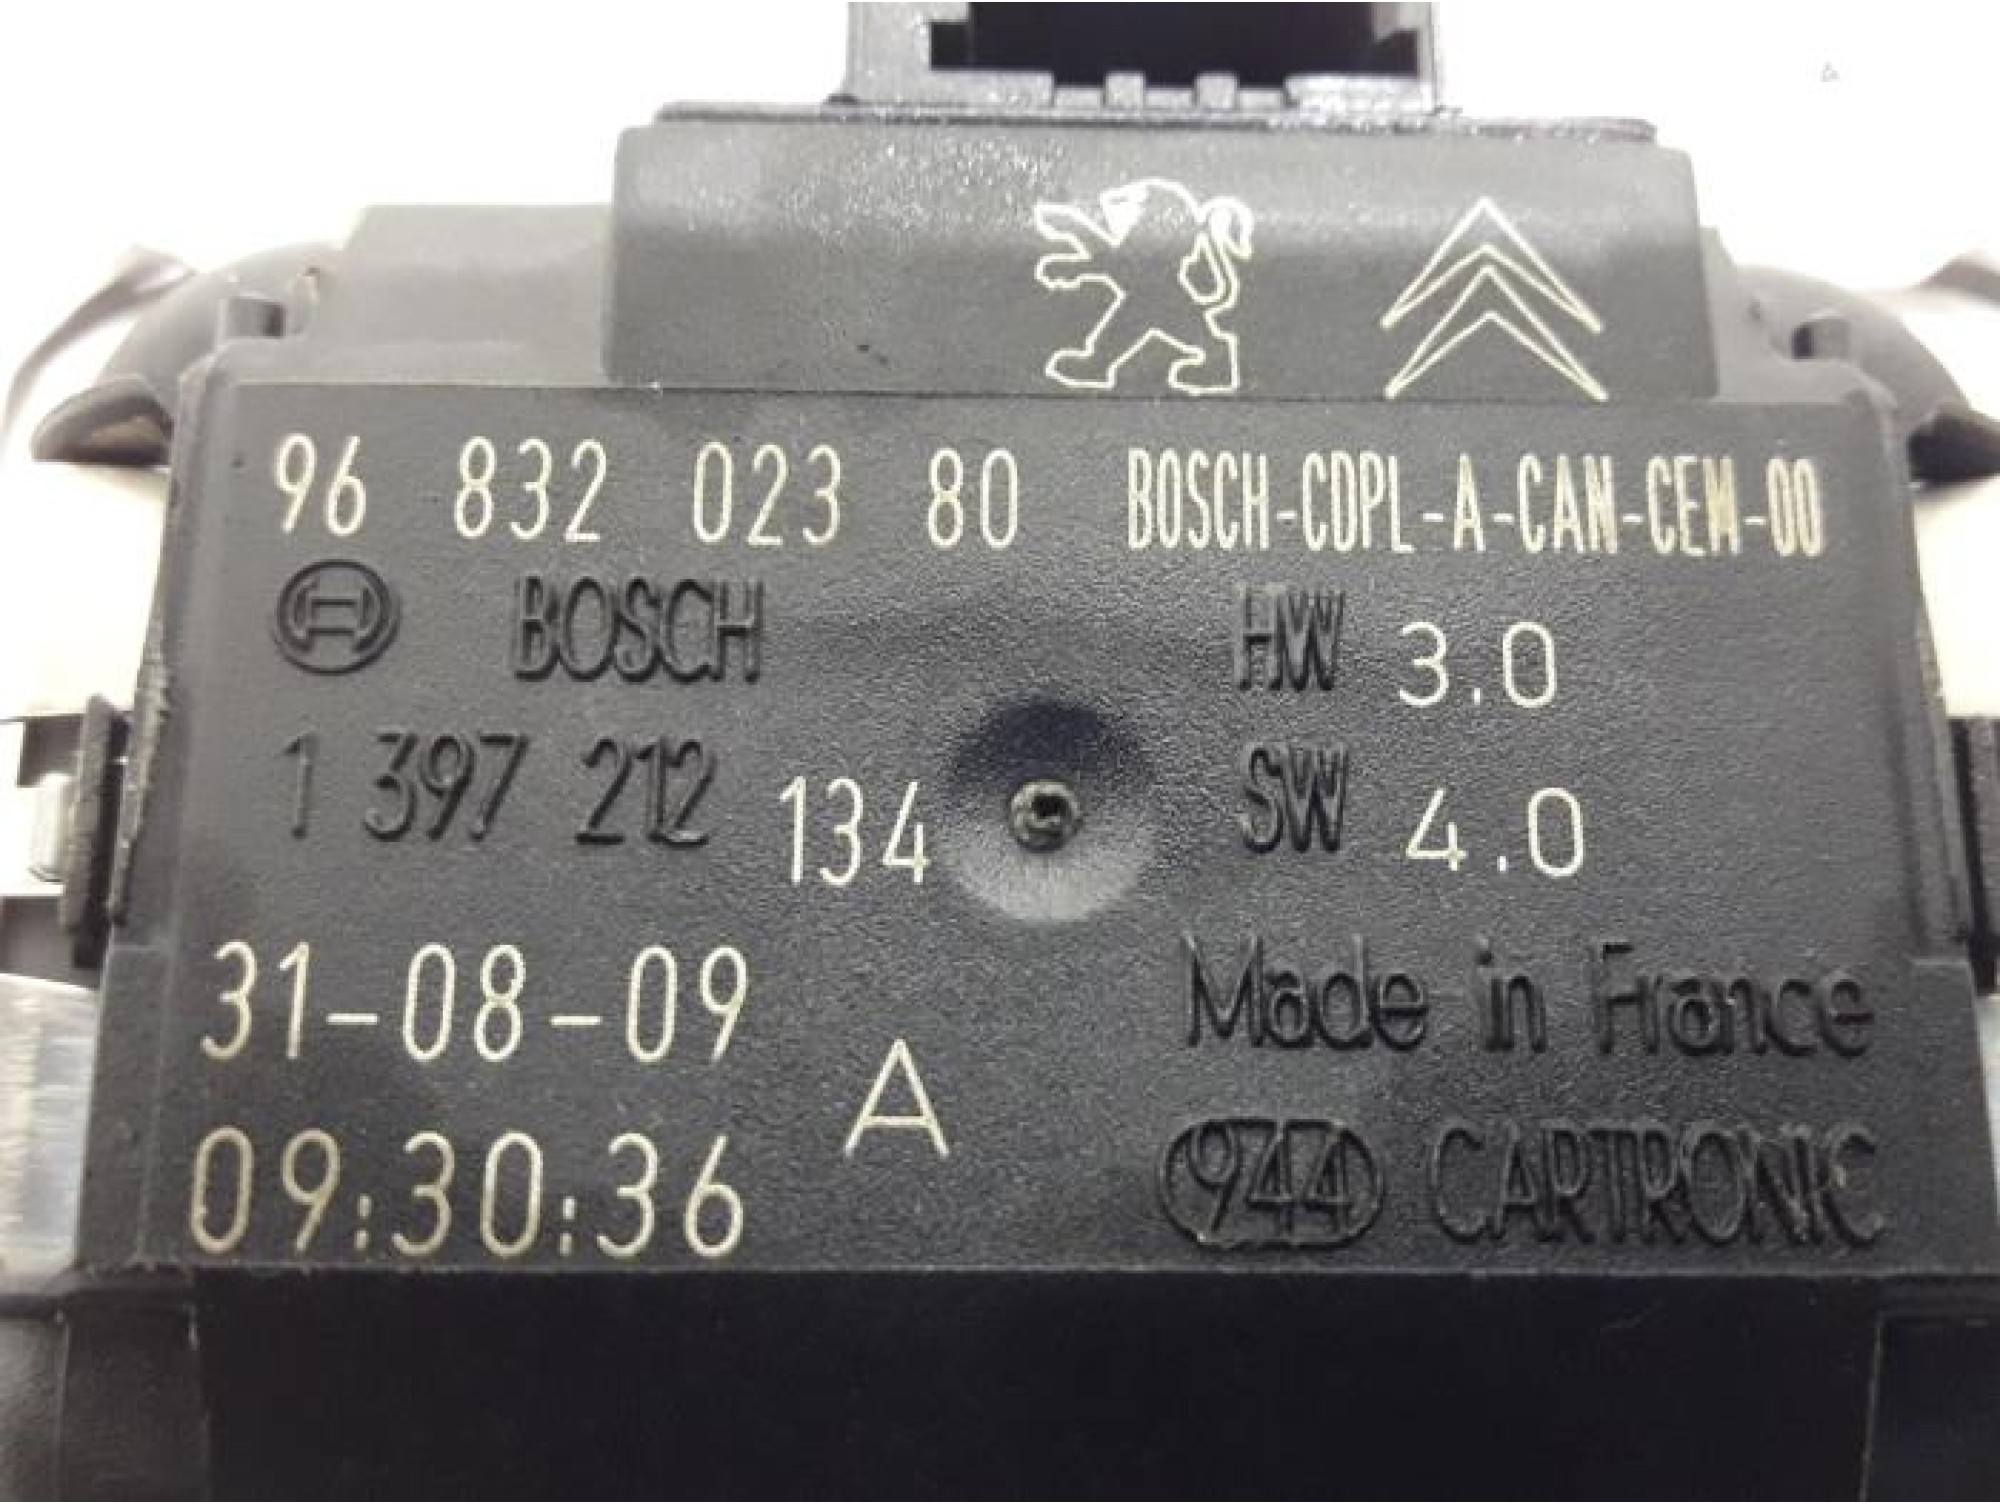 96 832 023 80 BOSCH-CDPL-A-CAN-CEM-00
BOSCH HW 3.0
1 397 212 134 SW 4.0
31-08-09 Made in France
09:30:36 A 944 CARTRONIC